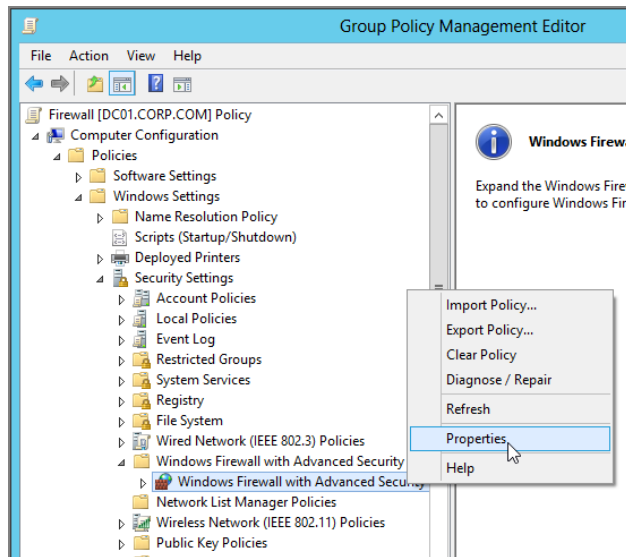 Group Policy Management Editor
File Action View Help
Firewall [DC01.CORP.COM] Policy
Computer Configuration
Policies
Software Settings
Windows Settings
Name Resolution Policy
Scripts (Startup/Shutdown)
Deployed Printers
Security Settings
Account Policies
Local Policies
Event Log
Restricted Groups
System Services
Registry
File System
Wired Network (IEEE 802.3) Policies
Windows Firewall with Advanced Security
Windows Firewall with Advanced Security
Network List Manager Policies
Wireless Network (IEEE 802.11) Policies
Public Key Policies
Windows Firew
Expand the Windows Fire
to configure Windows Fir
Import Policy...
Export Policy...
Clear Policy
Diagnose / Repair
Refresh
Properties
Help